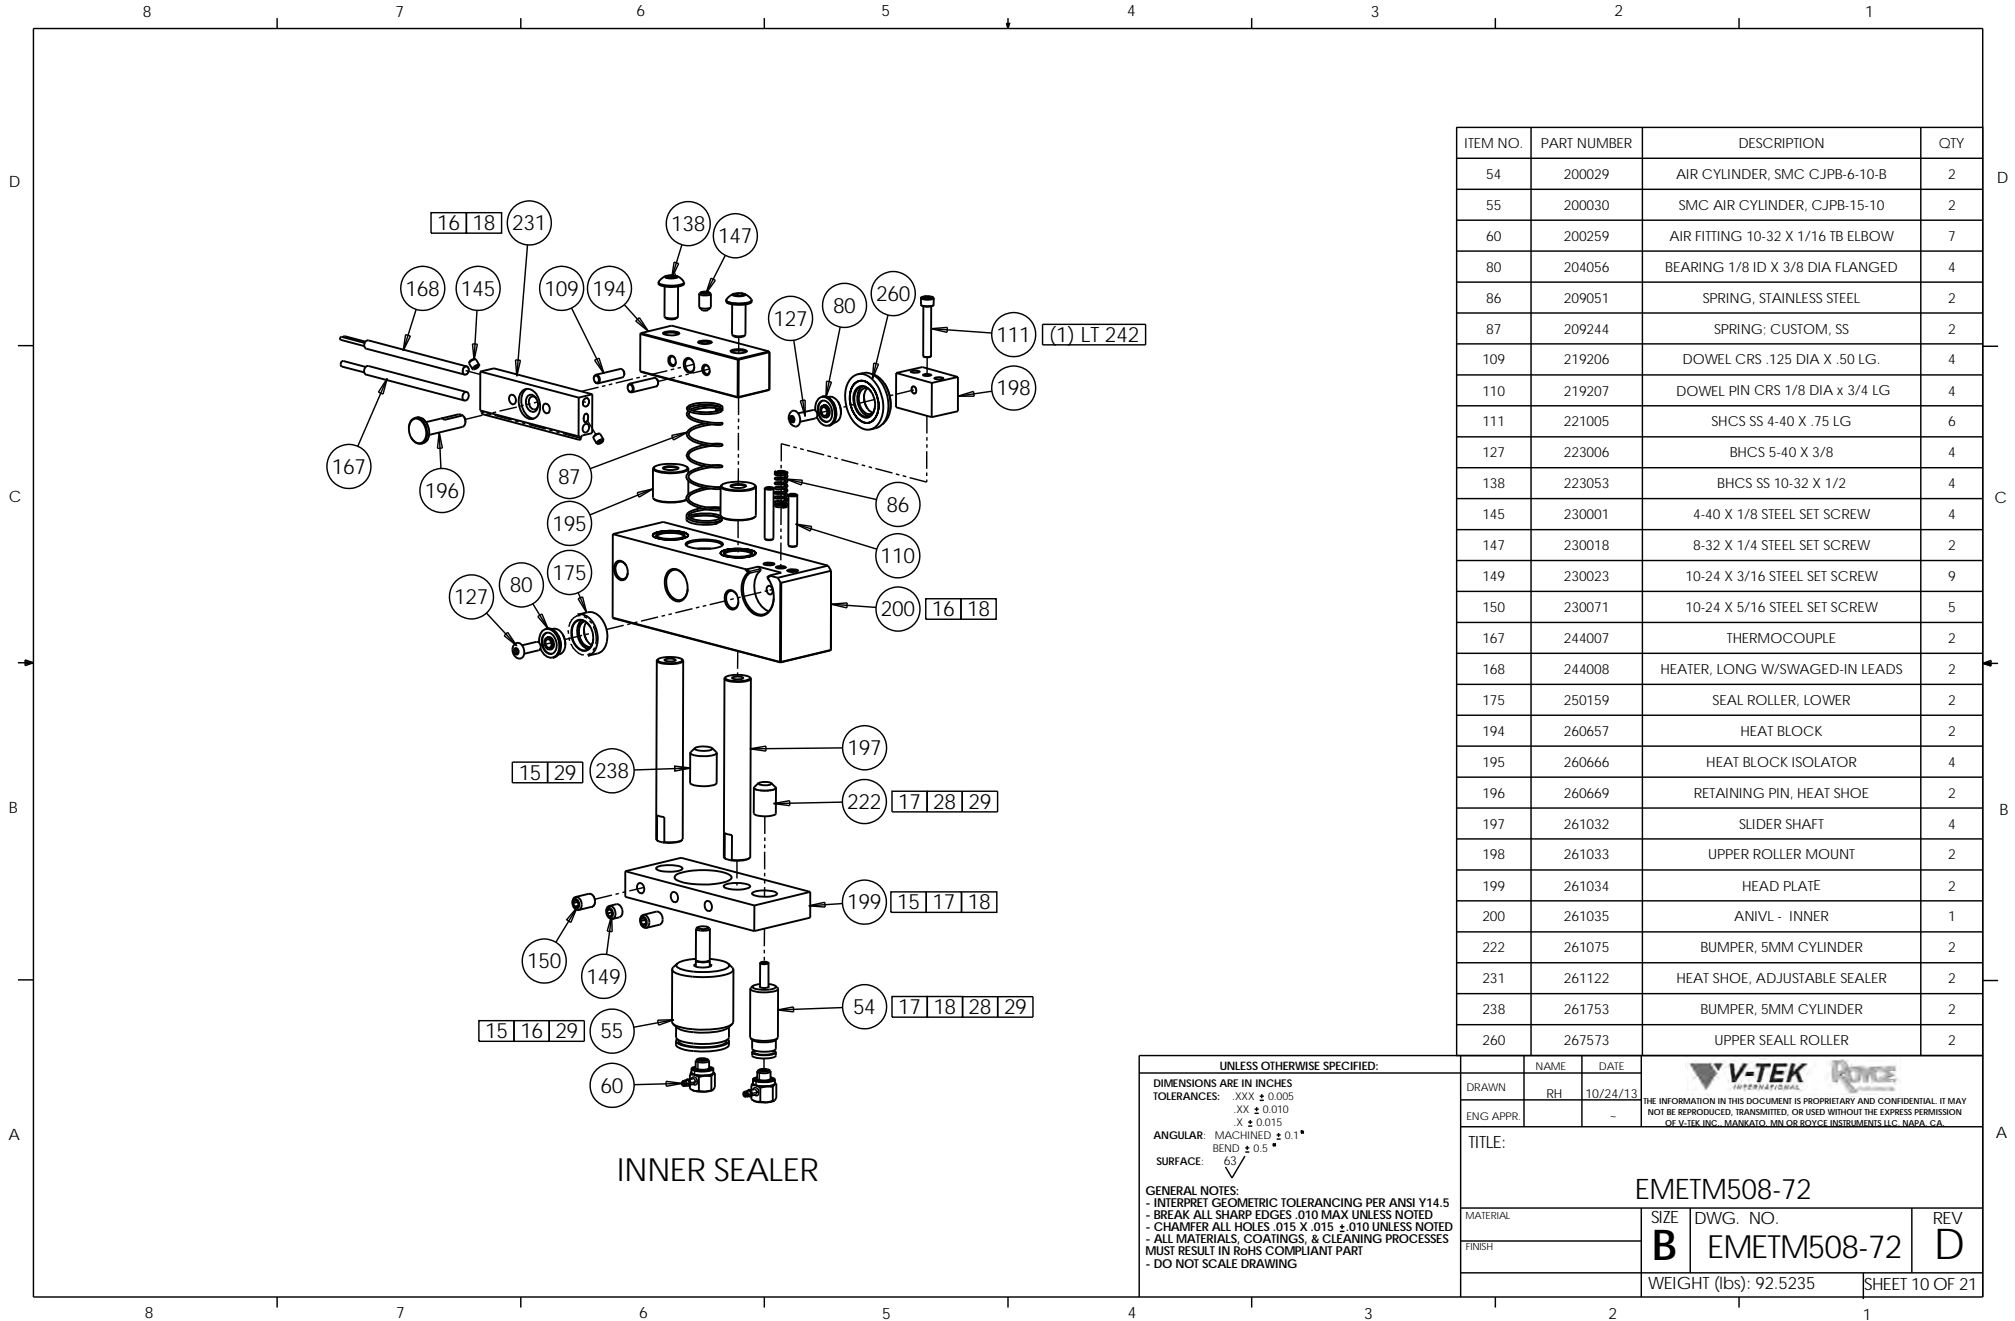 8 7 6 5 4 3 2 1
D
D
C
C
B
B
A
A
16 18 231
138
147
168
145
109
194
127
80
260
111 (1) LT 242
198
167
196
87
195
86
110
127
80
175
200 16 18
197
15 29 238
222 17 28 29
199 15 17 18
150
149
54 17 18 28 29
15 16 29 55
60
INNER SEALER
ITEM NO. PART NUMBER DESCRIPTION QTY
54 200029 AIR CYLINDER, SMC CJPB-6-10-B 2
55 200030 SMC AIR CYLINDER, CJPB-15-10 2
60 200259 AIR FITTING 10-32 X 1/16 TB ELBOW 7
80 204056 BEARING 1/8 ID X 3/8 DIA FLANGED 4
86 209051 SPRING, STAINLESS STEEL 2
87 209244 SPRING; CUSTOM, SS 2
109 219206 DOWEL CRS .125 DIA X .50 LG. 4
110 219207 DOWEL PIN CRS 1/8 DIA x 3/4 LG 4
111 221005 SHCS SS 4-40 X .75 LG 6
127 223006 BHCS 5-40 X 3/8 4
138 223053 BHCS SS 10-32 X 1/2 4
145 230001 4-40 X 1/8 STEEL SET SCREW 4
147 230018 8-32 X 1/4 STEEL SET SCREW 2
149 230023 10-24 X 3/16 STEEL SET SCREW 9
150 230071 10-24 X 5/16 STEEL SET SCREW 5
167 244007 THERMOCOUPLE 2
168 244008 HEATER, LONG W/SWAGED-IN LEADS 2
175 250159 SEAL ROLLER, LOWER 2
194 260657 HEAT BLOCK 2
195 260666 HEAT BLOCK ISOLATOR 4
196 260669 RETAINING PIN, HEAT SHOE 2
197 261032 SLIDER SHAFT 4
198 261033 UPPER ROLLER MOUNT 2
199 261034 HEAD PLATE 2
200 261035 ANIVL - INNER 1
222 261075 BUMPER, 5MM CYLINDER 2
231 261122 HEAT SHOE, ADJUSTABLE SEALER 2
238 261753 BUMPER, 5MM CYLINDER 2
260 267573 UPPER SEALL ROLLER 2
UNLESS OTHERWISE SPECIFIED:
DIMENSIONS ARE IN INCHES
TOLERANCES: .XXX ± 0.005
.XX ± 0.010
.X ± 0.015
ANGULAR: MACHINED ± 0.1°
BEND ± 0.5 °
SURFACE: 63
GENERAL NOTES:
- INTERPRET GEOMETRIC TOLERANCING PER ANSI Y14.5
- BREAK ALL SHARP EDGES .010 MAX UNLESS NOTED
- CHAMFER ALL HOLES .015 X .015 ±.010 UNLESS NOTED
- ALL MATERIALS, COATINGS, & CLEANING PROCESSES
MUST RESULT IN RoHS COMPLIANT PART
- DO NOT SCALE DRAWING
NAME DATE
DRAWN RH 10/24/13
ENG APPR. ~
V-TEK
INTERNATIONAL
ROYCE
THE INFORMATION IN THIS DOCUMENT IS PROPRIETARY AND CONFIDENTIAL. IT MAY
NOT BE REPRODUCED, TRANSMITTED, OR USED WITHOUT THE EXPRESS PERMISSION
OF V-TEK INC., MANKATO, MN OR ROYCE INSTRUMENTS LLC, NAPA, CA.
TITLE:
EMETM508-72
MATERIAL
FINISH
SIZE
B
DWG. NO.
EMETM508-72
REV
D
WEIGHT (lbs): 92.5235
SHEET 10 OF 21
8 7 6 5 4 3 2 1